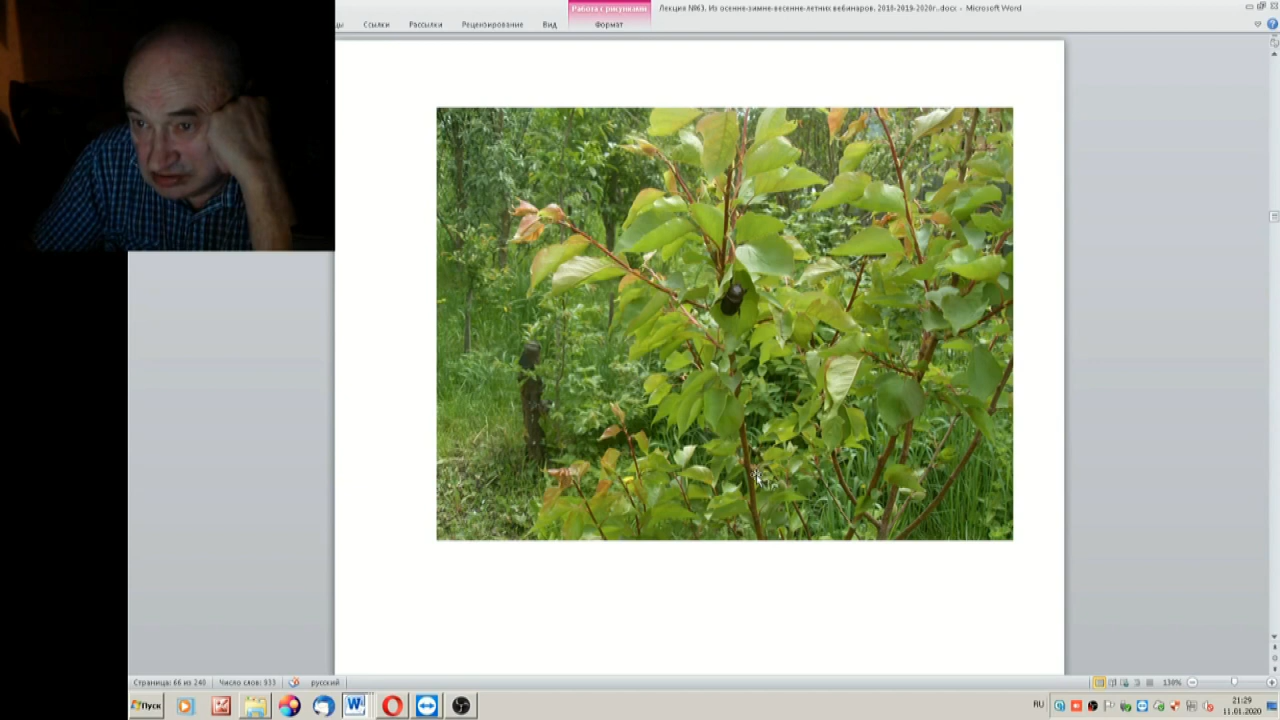 Работа с рисунками
Лекция №63. Из осенне-зимне-весенне-летних вебинаров. 2018-2019-2020г..docx - Microsoft Word
Ссылки Рассылки Рецензирование Вид Формат
Страница: 66 из 240 Число слов: 933 русский 130%
Пуск
RU
21:29
11.01.2020